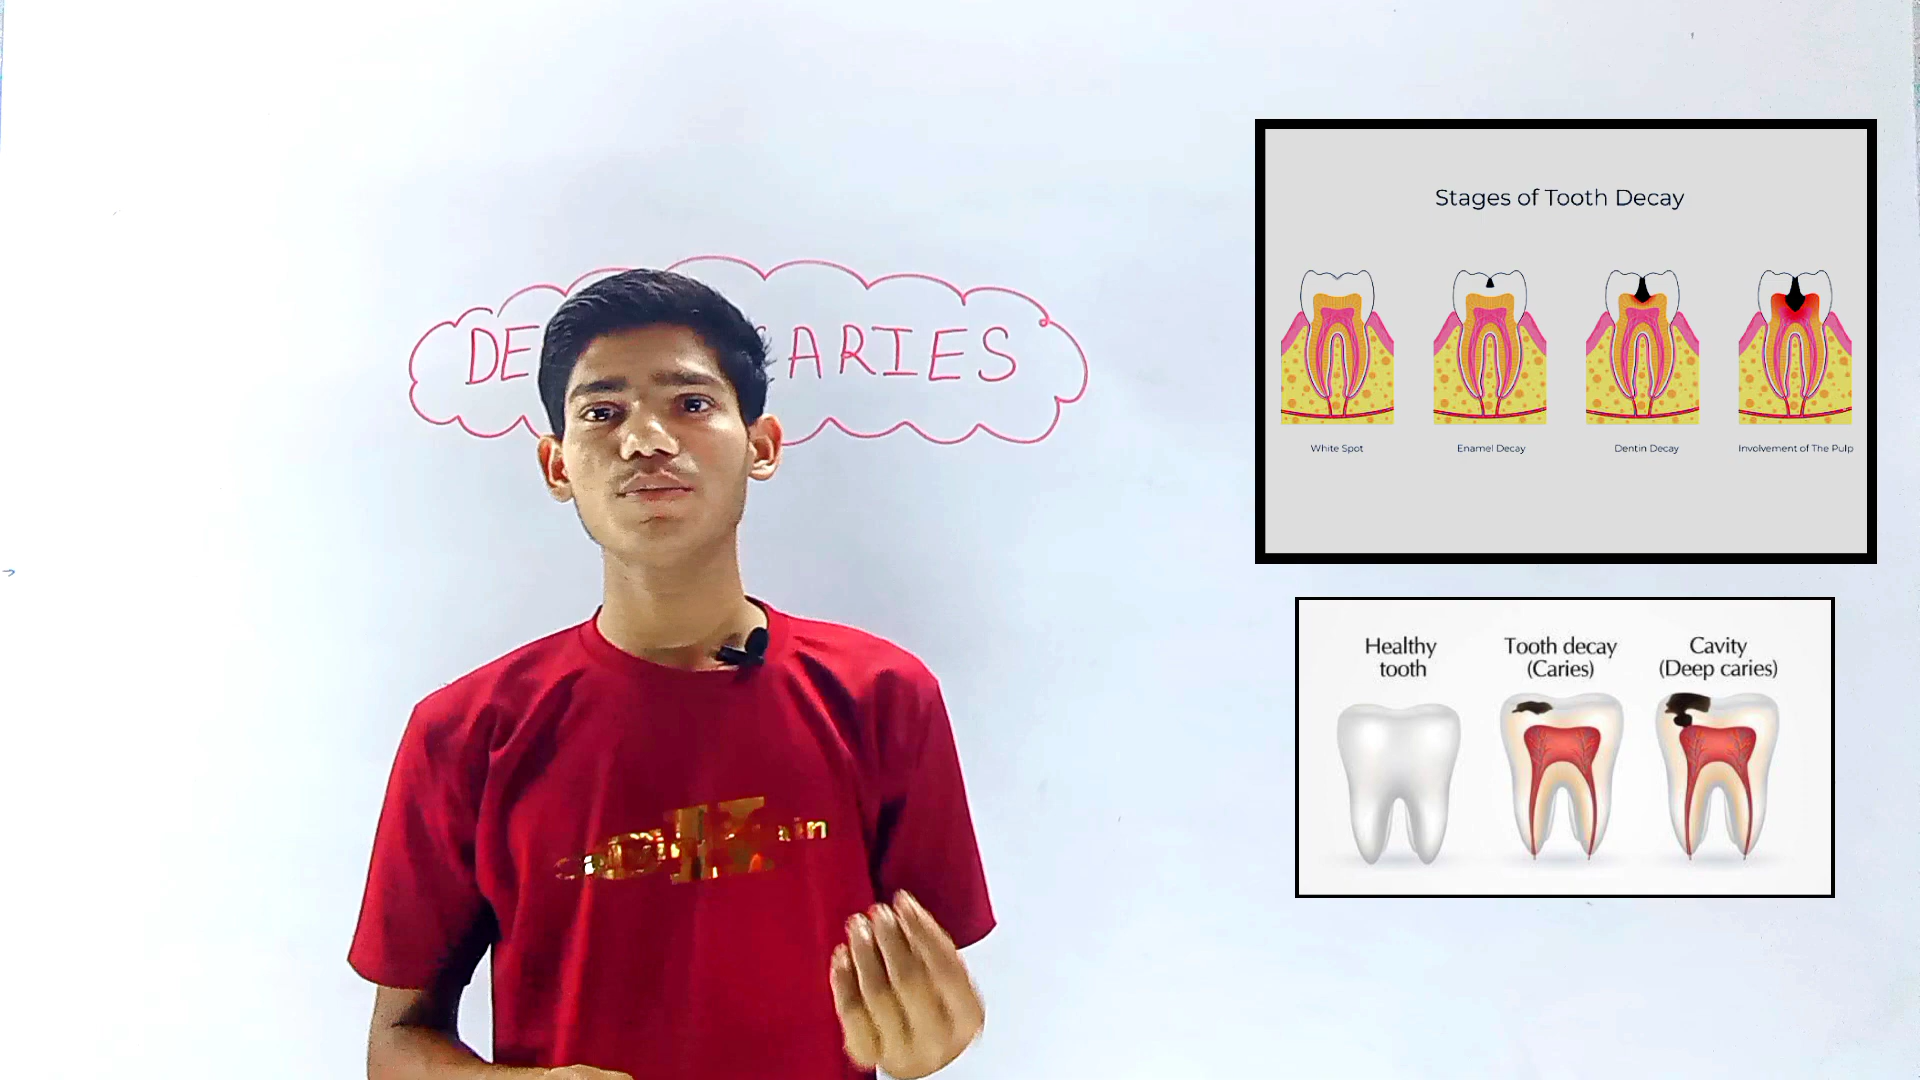 DE
ARIES
Stages of Tooth Decay
White Spot
Enamel Decay
Dentin Decay
Involvement of The Pulp
Healthy
tooth
Tooth decay
(Caries)
Cavity
(Deep caries)